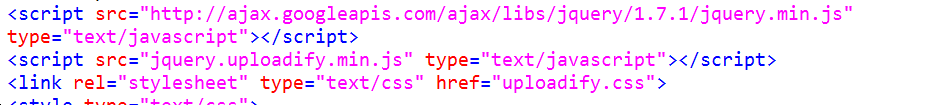 <script src="http://ajax.googleapis.com/ajax/libs/jquery/1.7.1/jquery.min.js"
type="text/javascript"></script>
<script src="jquery.uploadify.min.js" type="text/javascript"></script>
<link rel="stylesheet" type="text/css" href="uploadify.css">
<style type="text/css">